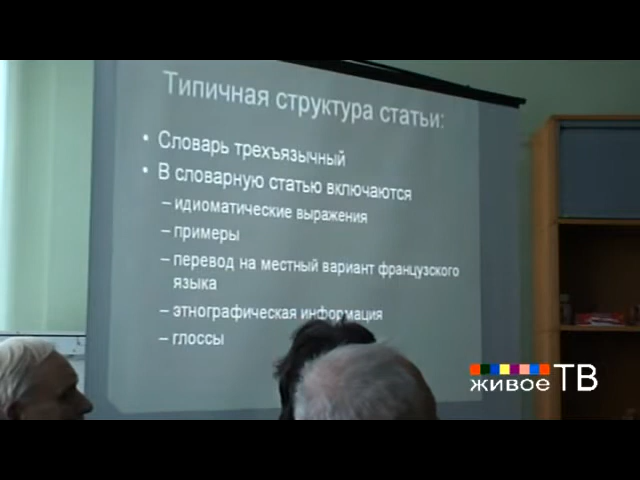 Типичная структура статьи:
• Словарь трехъязычный
• В словарную статью включаются
– идиоматические выражения
– примеры
– перевод на местный вариант французского
языка
– этнографическая информация
– глоссы
живое ТВ